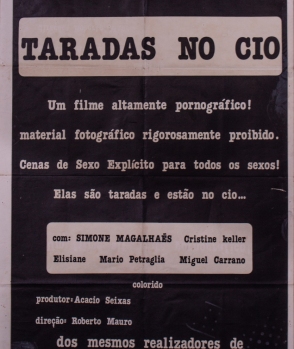 TARADAS NO CIO
Um filme altamente pornográfico!
material fotográfico rigorosamente proibido.
Cenas de Sexo Explícito para todos os sexos!
Elas são taradas e estão no cio...
com: SIMONE MAGALHAÊS Cristine keller
Elisiane Mario Petraglia Miguel Carrano
colorido
produtor: Acacio Seixas
direção: Roberto Mauro
dos mesmos realizadores de